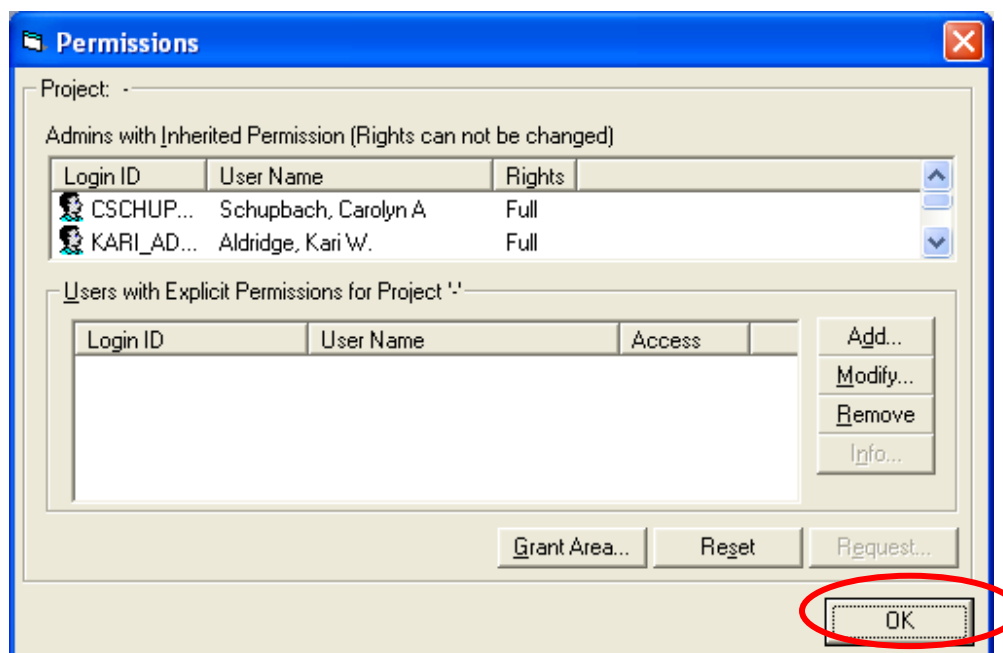 Permissions
Project: -
Admins with Inherited Permission (Rights can not be changed)
Login ID User Name Rights
CSCHUP... Schupbach, Carolyn A Full
KARI_AD... Aldridge, Kari W. Full
Users with Explicit Permissions for Project '-'
Login ID User Name Access
Add...
Modify...
Remove
Info...
Grant Area... Reset Request...
OK